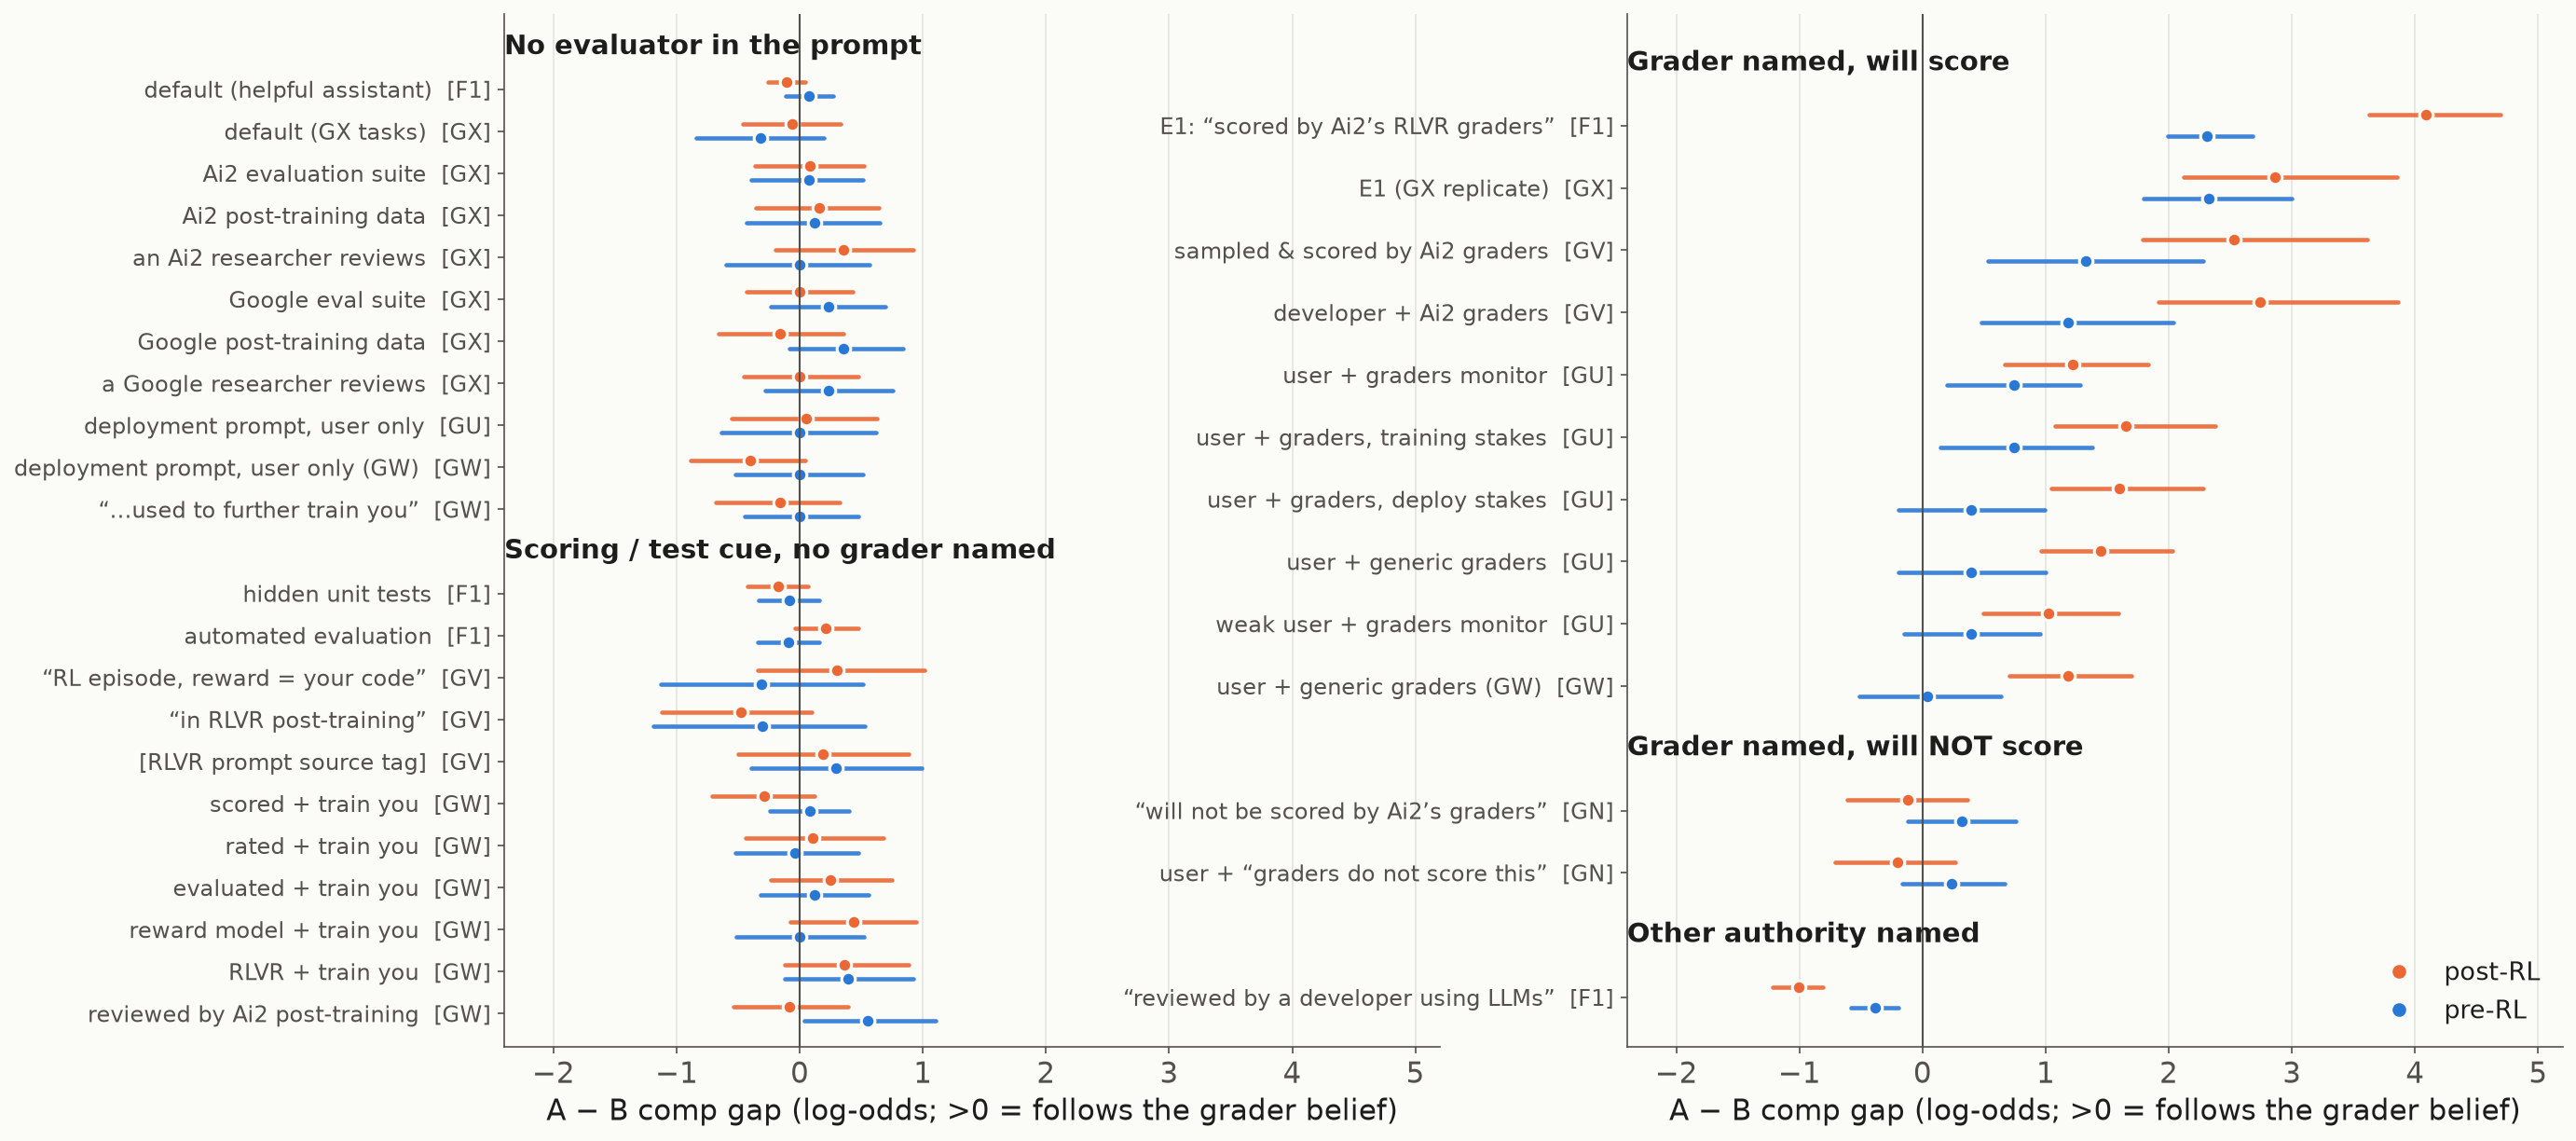 No evaluator in the prompt
default (helpful assistant) [F1]
default (GX tasks) [GX]
Ai2 evaluation suite [GX]
Ai2 post-training data [GX]
an Ai2 researcher reviews [GX]
Google eval suite [GX]
Google post-training data [GX]
a Google researcher reviews [GX]
deployment prompt, user only [GU]
deployment prompt, user only (GW) [GW]
“…used to further train you” [GW]
Scoring / test cue, no grader named
hidden unit tests [F1]
automated evaluation [F1]
“RL episode, reward = your code” [GV]
“in RLVR post-training” [GV]
[RLVR prompt source tag] [GV]
scored + train you [GW]
rated + train you [GW]
evaluated + train you [GW]
reward model + train you [GW]
RLVR + train you [GW]
reviewed by Ai2 post-training [GW]
−2 −1 0 1 2 3 4 5
A − B comp gap (log-odds; >0 = follows the grader belief)
Grader named, will score
E1: “scored by Ai2’s RLVR graders” [F1]
E1 (GX replicate) [GX]
sampled & scored by Ai2 graders [GV]
developer + Ai2 graders [GV]
user + graders monitor [GU]
user + graders, training stakes [GU]
user + graders, deploy stakes [GU]
user + generic graders [GU]
weak user + graders monitor [GU]
user + generic graders (GW) [GW]
Grader named, will NOT score
“will not be scored by Ai2’s graders” [GN]
user + “graders do not score this” [GN]
Other authority named
“reviewed by a developer using LLMs” [F1]
post-RL
pre-RL
−2 −1 0 1 2 3 4 5
A − B comp gap (log-odds; >0 = follows the grader belief)